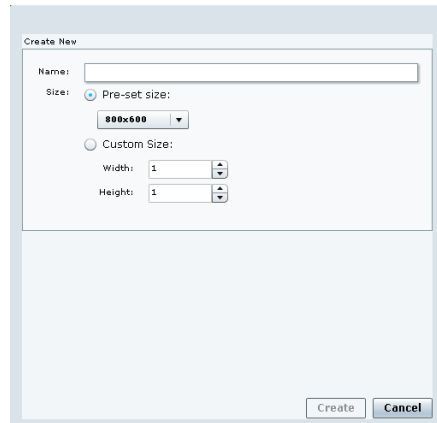 Create New
Name:
Size: Pre-set size:
800x600
Custom Size:
Width: 1
Height: 1
Create Cancel